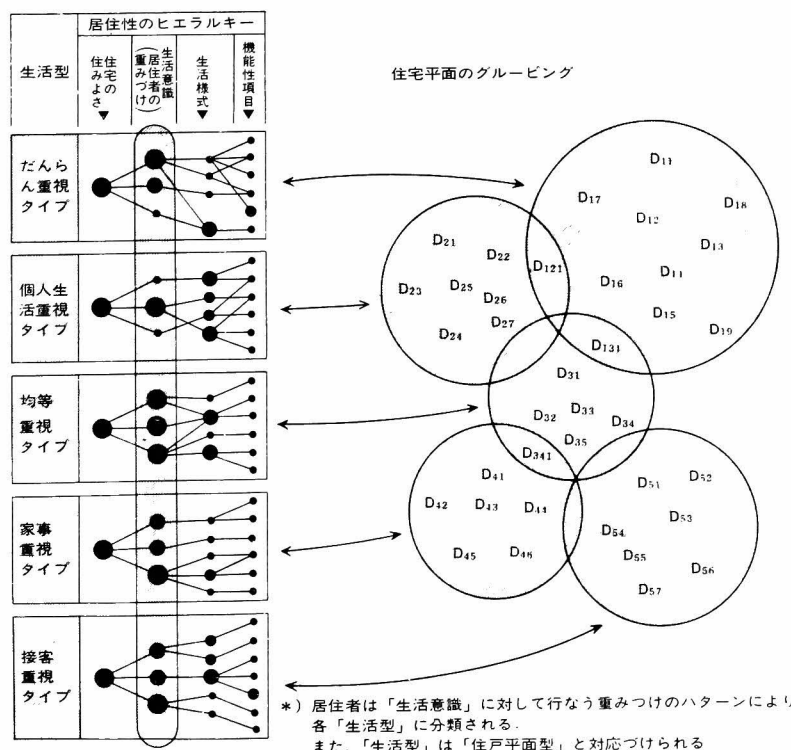 居住性のヒエラルキー
生活型
住宅の
住みよさ
▼
生活意識
(居住者の
重みづけ)
▼
生活様式
▼
機能性項目
▼
だんら
ん重視
タイプ
個人生
活重視
タイプ
均等
重視
タイプ
家事
重視
タイプ
接客
重視
タイプ
住宅平面のグルーピング
D11
D17
D18
D12
D13
D11
D16
D15
D19
D21
D22
D121
D23
D25
D26
D27
D24
D131
D31
D32
D33
D34
D35
D341
D41
D42
D43
D44
D45
D46
D51
D52
D53
D54
D55
D56
D57
*) 居住者は「生活意識」に対して行なう重みつけのハターンにより
各「生活型」に分類される.
また,「生活型」は「住戸平面型」と対応づけられる